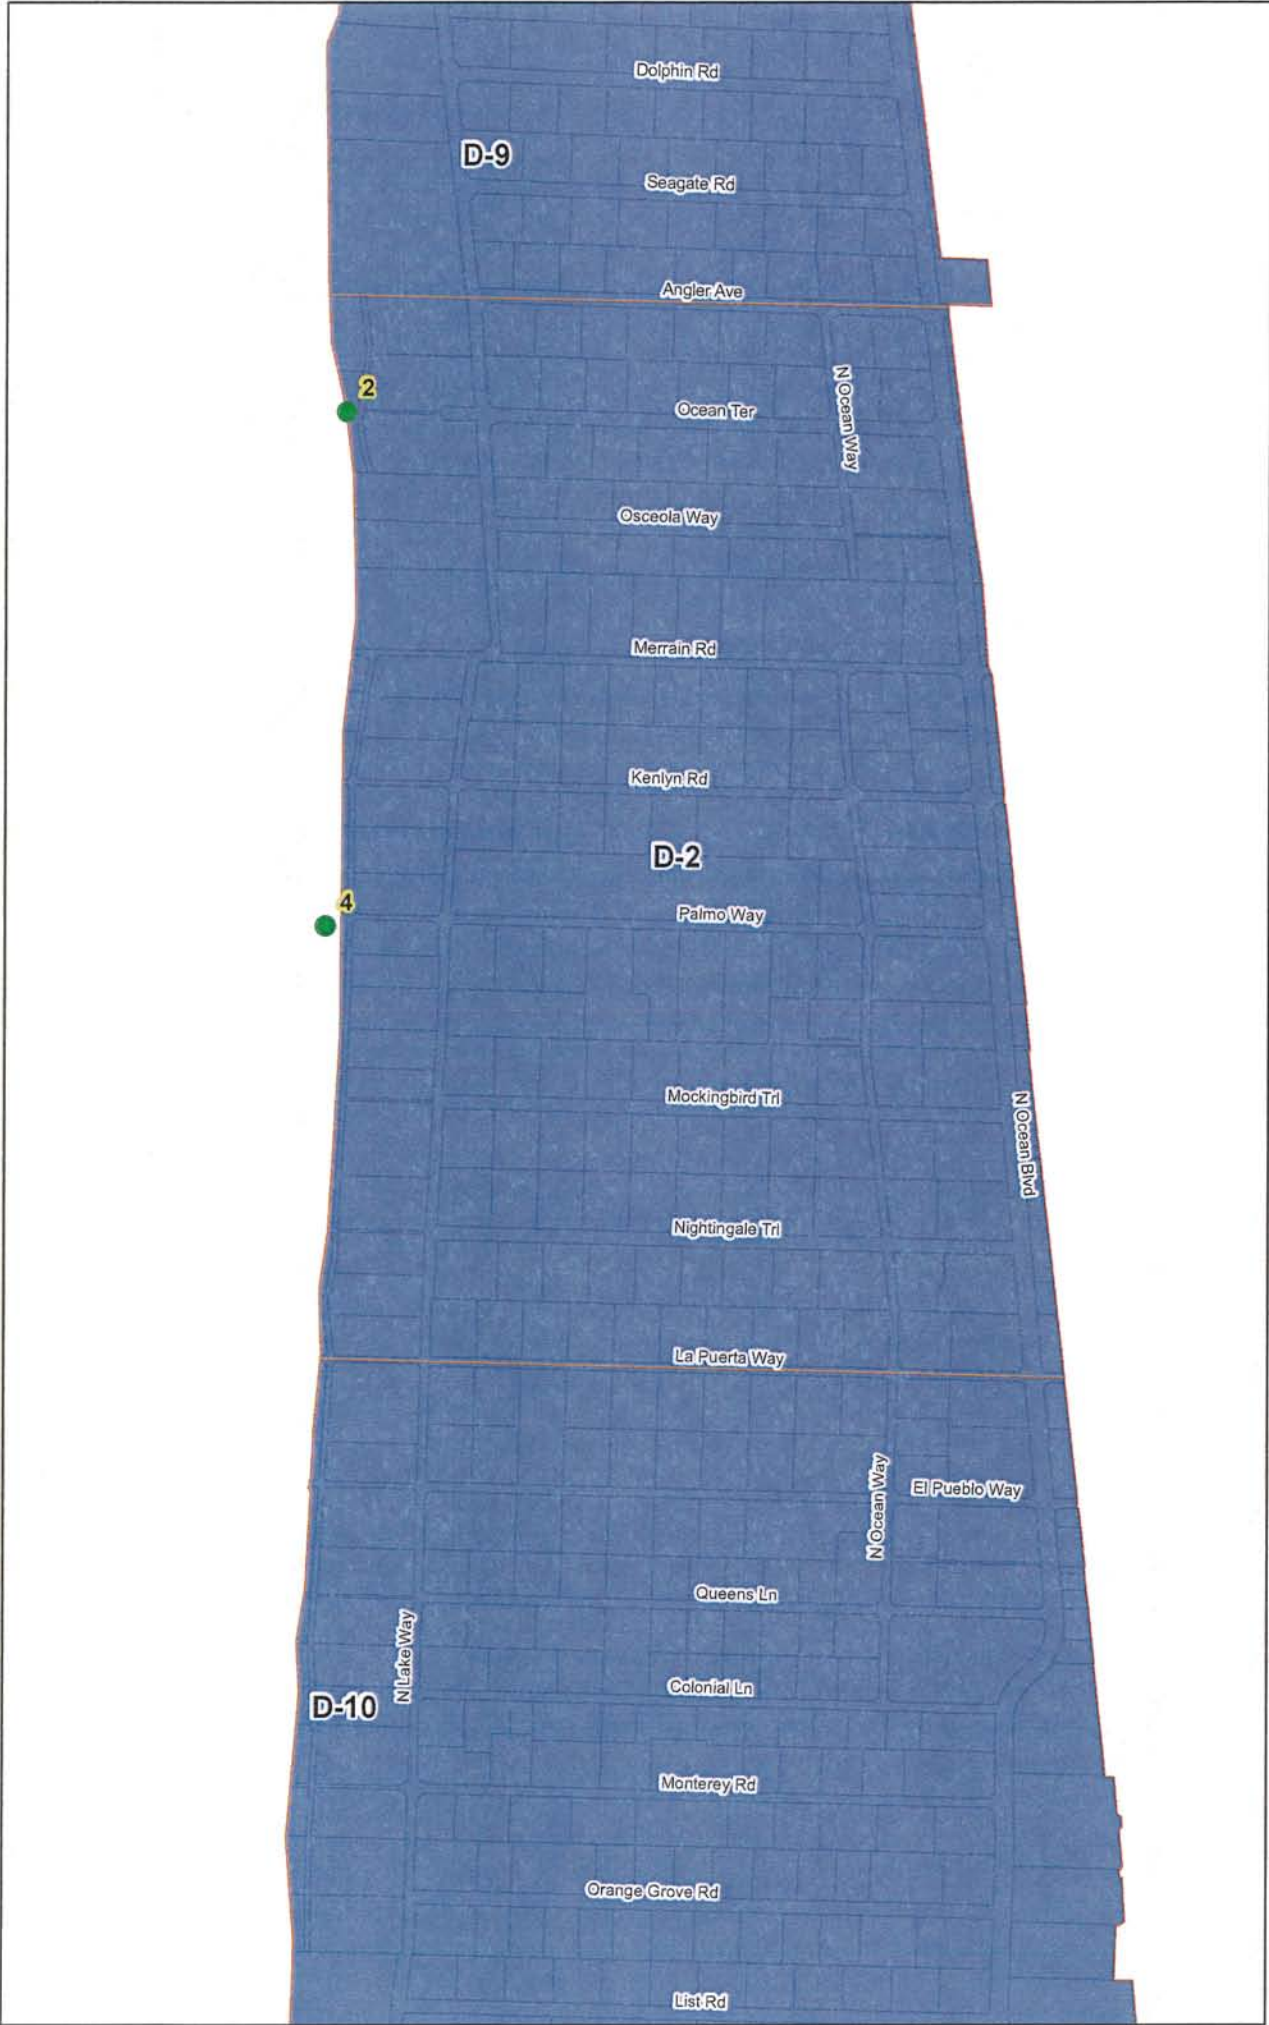 Dolphin Rd
D-9
Seagate Rd
Angler Ave
2
N Ocean Way
Ocean Ter
Osceola Way
Merrain Rd
Kenlyn Rd
D-2
4
Palmo Way
Mockingbird Trl
N Ocean Blvd
Nightingale Trl
La Puerta Way
N Ocean Way
El Pueblo Way
Queens Ln
N Lake Way
Colonial Ln
D-10
Monterey Rd
Orange Grove Rd
List Rd